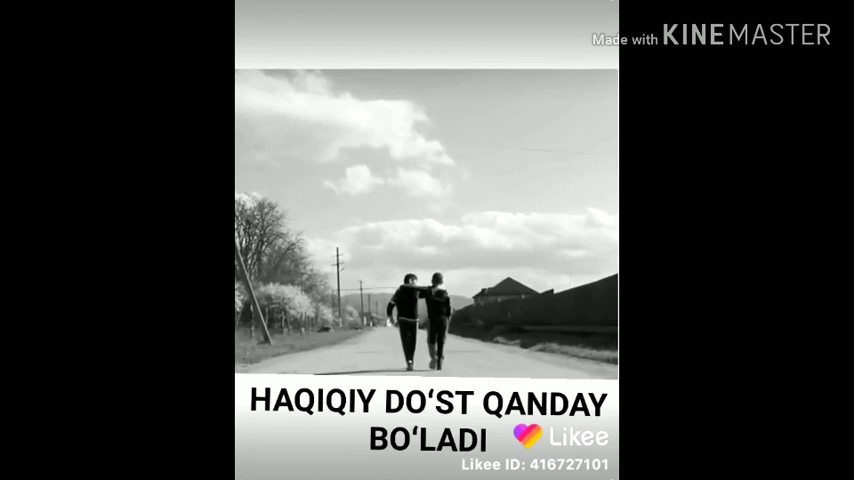 Made with KINEMASTER
HAQIQIY DO‘ST QANDAY
BO‘LADI
Likee
Likee ID: 416727101